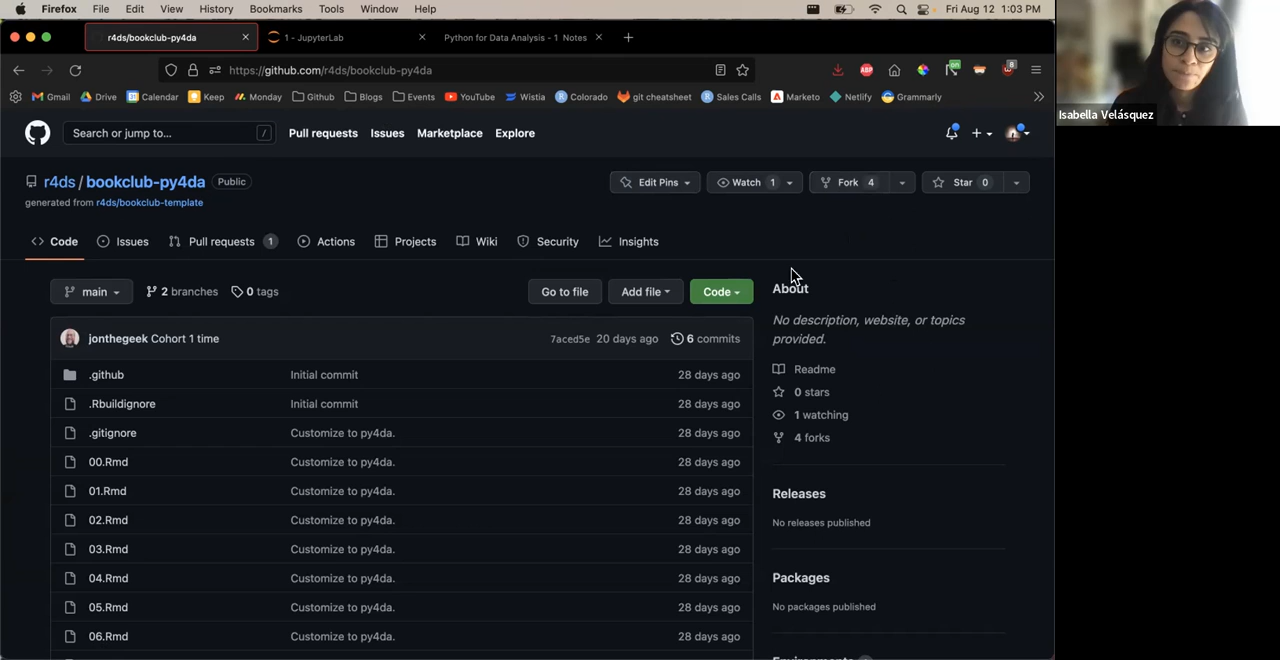 Firefox File Edit View History Bookmarks Tools Window Help Fri Aug 12 1:03 PM
r4ds/bookclub-py4da 1 - JupyterLab Python for Data Analysis - 1 Notes
https://github.com/r4ds/bookclub-py4da ABP on 8
Gmail Drive Calendar Keep Monday Github Blogs Events YouTube Wistia Colorado git cheatsheet Sales Calls Marketo Netlify Grammarly
Isabella Velásquez
Search or jump to... / Pull requests Issues Marketplace Explore
r4ds / bookclub-py4da Public Edit Pins Watch 1 Fork 4 Star 0
generated from r4ds/bookclub-template
Code Issues Pull requests 1 Actions Projects Wiki Security Insights
main 2 branches 0 tags Go to file Add file Code
About
No description, website, or topics
provided.
Readme
0 stars
1 watching
4 forks
Releases
No releases published
Packages
No packages published
jonthegeek Cohort 1 time 7aced5e 20 days ago 6 commits
.github Initial commit 28 days ago
.Rbuildignore Initial commit 28 days ago
.gitignore Customize to py4da. 28 days ago
00.Rmd Customize to py4da. 28 days ago
01.Rmd Customize to py4da. 28 days ago
02.Rmd Customize to py4da. 28 days ago
03.Rmd Customize to py4da. 28 days ago
04.Rmd Customize to py4da. 28 days ago
05.Rmd Customize to py4da. 28 days ago
06.Rmd Customize to py4da. 28 days ago